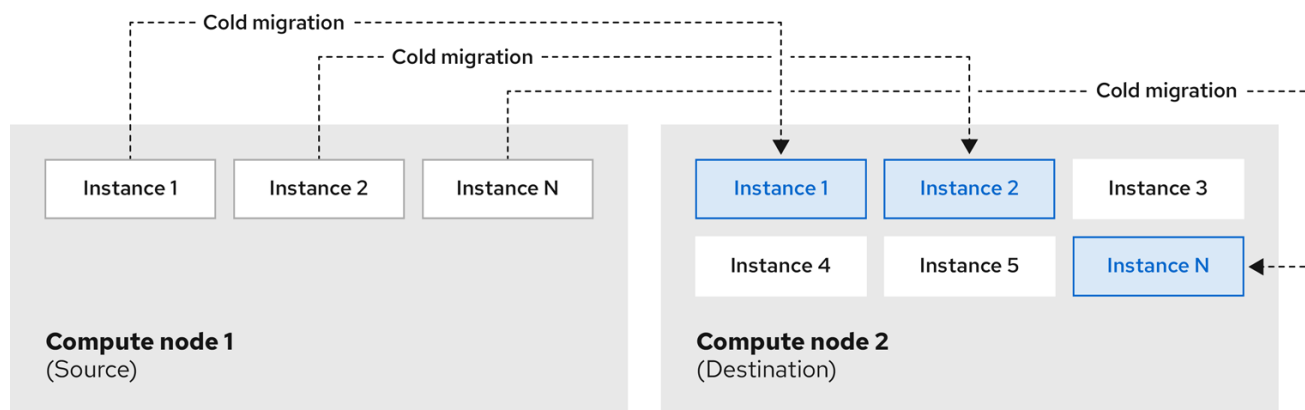 Cold migration
Cold migration
Cold migration
Instance 1
Instance 2
Instance N
Compute node 1
(Source)
Instance 1
Instance 2
Instance 3
Instance 4
Instance 5
Instance N
Compute node 2
(Destination)